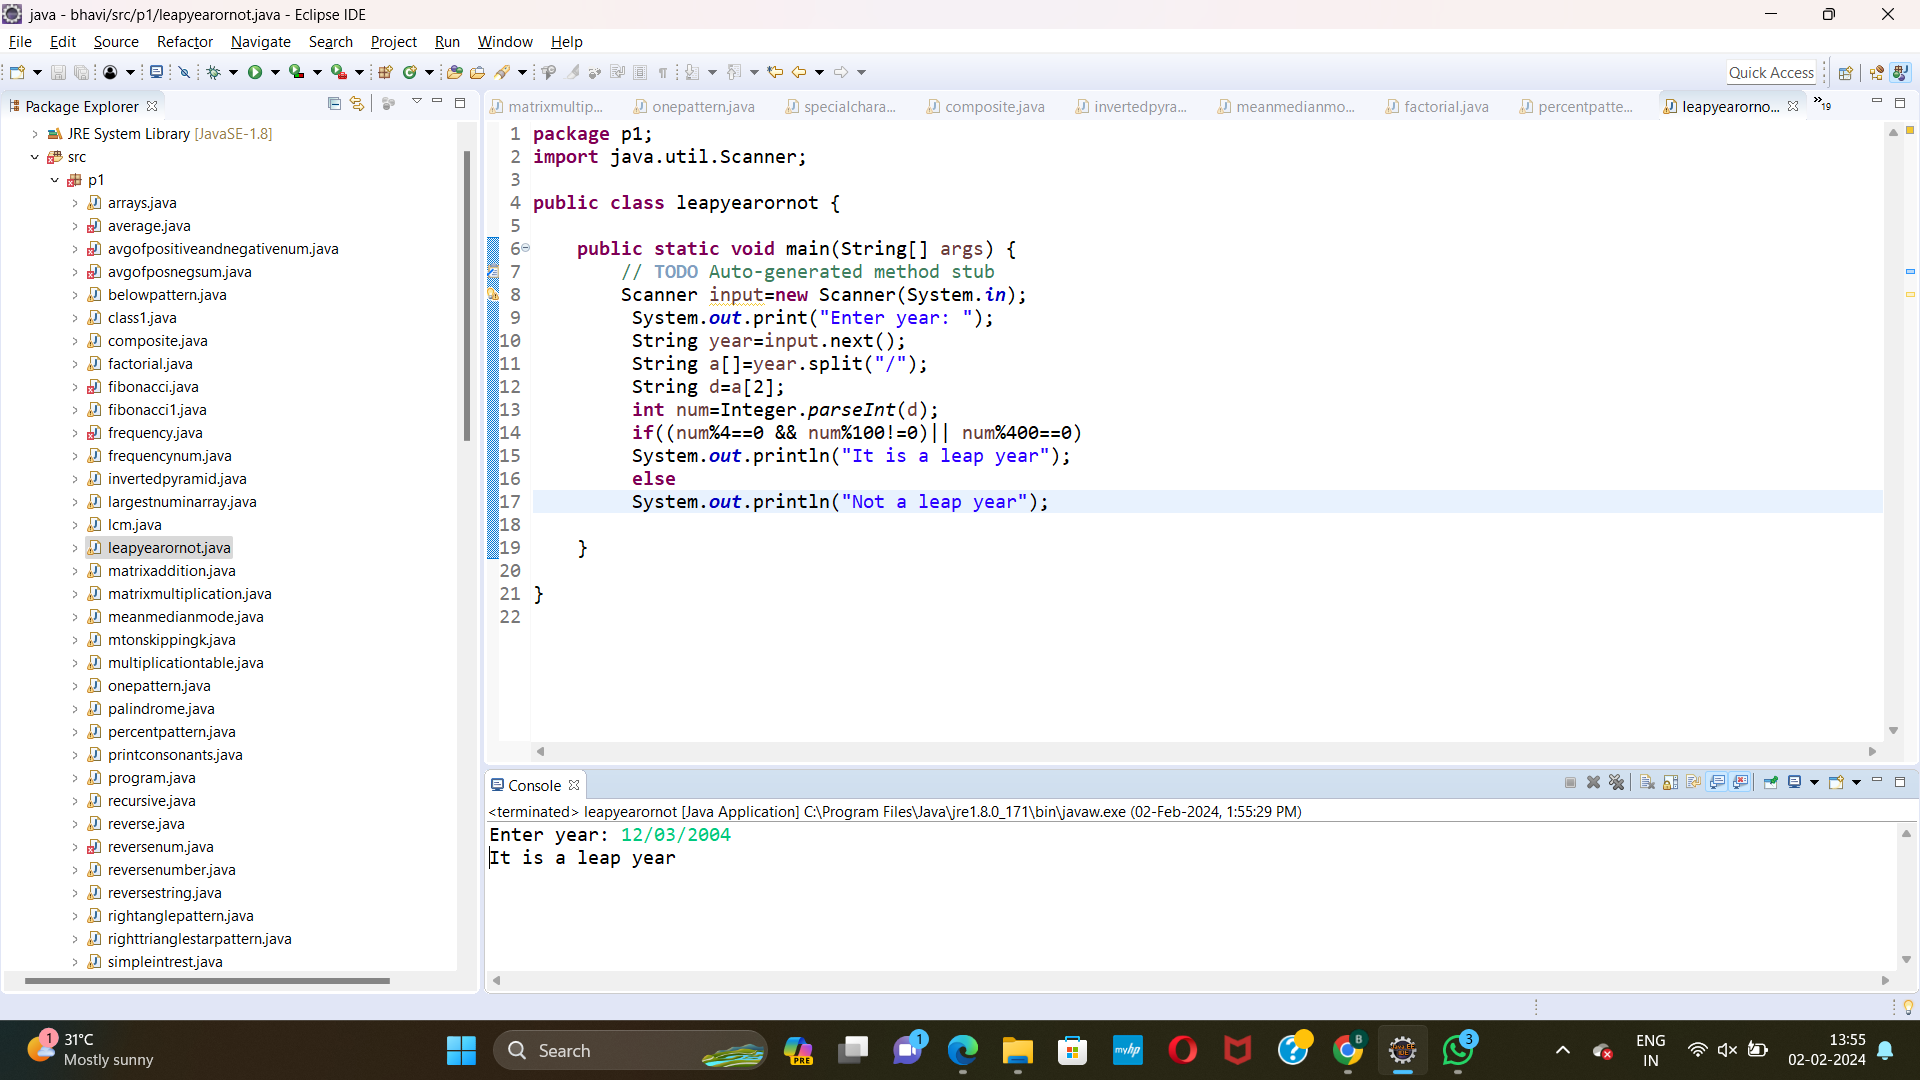 java - bhavi/src/p1/leapyearornot.java - Eclipse IDE
File Edit Source Refactor Navigate Search Project Run Window Help
Quick Access
Package Explorer
matrixmultip... onepattern.java specialchara... composite.java invertedpyra... meanmedianmo... factorial.java percentpatte... leapyearorno... »19
JRE System Library [JavaSE-1.8]
src
p1
arrays.java
average.java
avgofpositiveandnegativenum.java
avgofposnegsum.java
belowpattern.java
class1.java
composite.java
factorial.java
fibonacci.java
fibonacci1.java
frequency.java
frequencynum.java
invertedpyramid.java
largestnuminarray.java
lcm.java
leapyearornot.java
matrixaddition.java
matrixmultiplication.java
meanmedianmode.java
mtonskippingk.java
multiplicationtable.java
onepattern.java
palindrome.java
percentpattern.java
printconsonants.java
program.java
recursive.java
reverse.java
reversenum.java
reversenumber.java
reversestring.java
rightanglepattern.java
righttrianglestarpattern.java
simpleintrest.java
1 package p1;
2 import java.util.Scanner;
3
4 public class leapyearornot {
5
6 public static void main(String[] args) {
7 // TODO Auto-generated method stub
8 Scanner input=new Scanner(System.in);
9 System.out.print("Enter year: ");
10 String year=input.next();
11 String a[]=year.split("/");
12 String d=a[2];
13 int num=Integer.parseInt(d);
14 if((num%4==0 && num%100!=0)|| num%400==0)
15 System.out.println("It is a leap year");
16 else
17 System.out.println("Not a leap year");
18
19 }
20
21 }
22
Console
<terminated> leapyearornot [Java Application] C:\Program Files\Java\jre1.8.0_171\bin\javaw.exe (02-Feb-2024, 1:55:29 PM)
Enter year: 12/03/2004
It is a leap year
1
31°C
Mostly sunny
Search
PRE
1
myhp
B
3
ENG
IN
13:55
02-02-2024